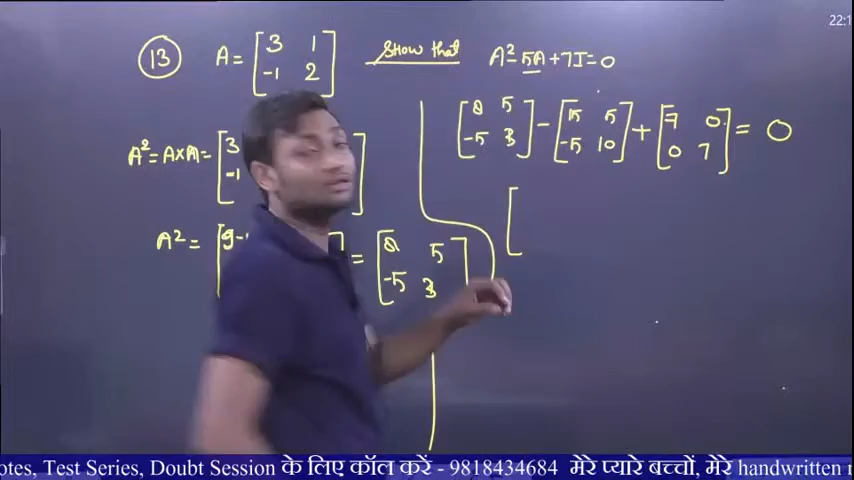 22:1
13 A = [3 1 -1 2] Show that A² - 5A + 7I = 0
[8 5 -5 3] - [15 5 -5 10] + [7 0 0 7] = 0
A² = A×A = [3 -1
A² = [9- = [8 5 -5 3]
otes, Test Series, Doubt Session के लिए कॉल करें - 9818434684 मेरे प्यारे बच्चों, मेरे handwritten n